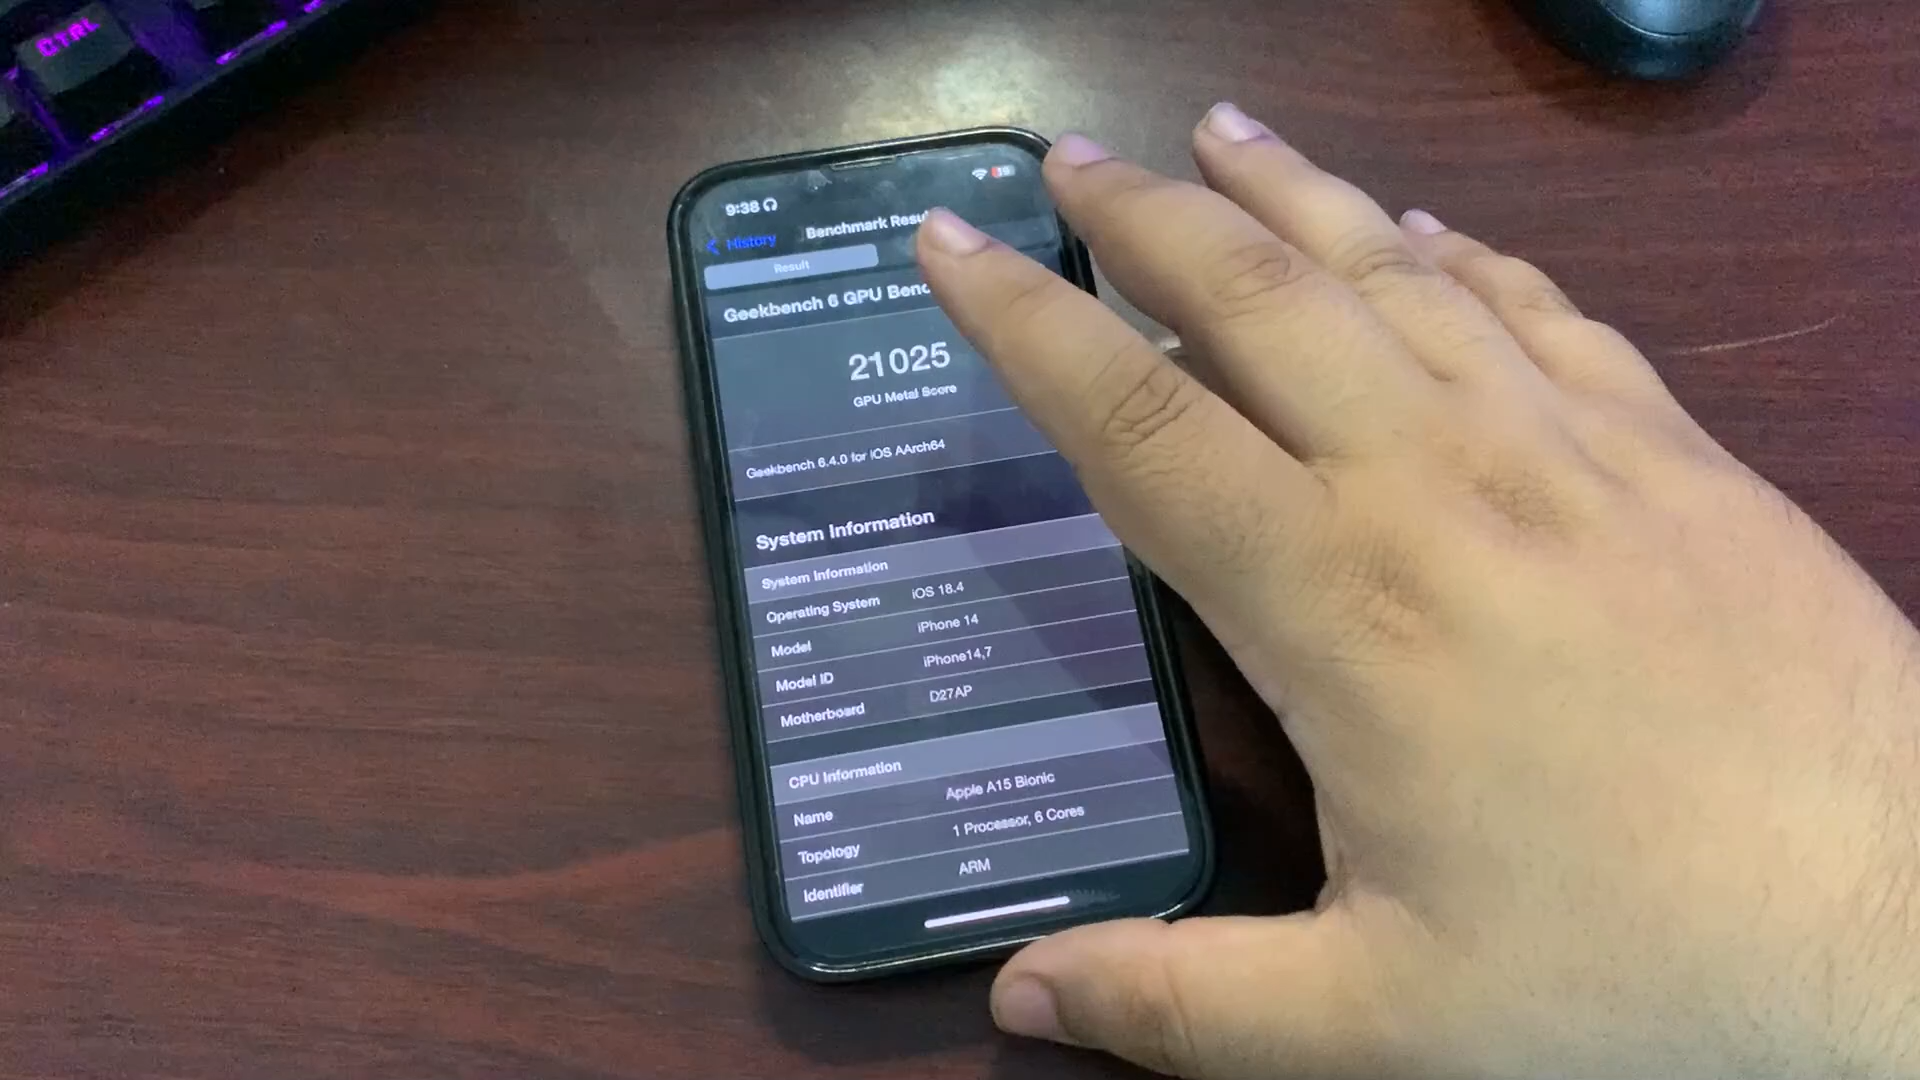 CTRL
9:38
19
History
Benchmark
Result
Geekbench 6 GPU
21025
GPU Metal Score
Geekbench 6.4.0 for iOS AArch64
System Information
System Information
Operating System iOS 18.4
Model iPhone 14
Model ID iPhone14,7
Motherboard D27AP
CPU Information
Name Apple A15 Bionic
Topology 1 Processor, 6 Cores
Identifier ARM